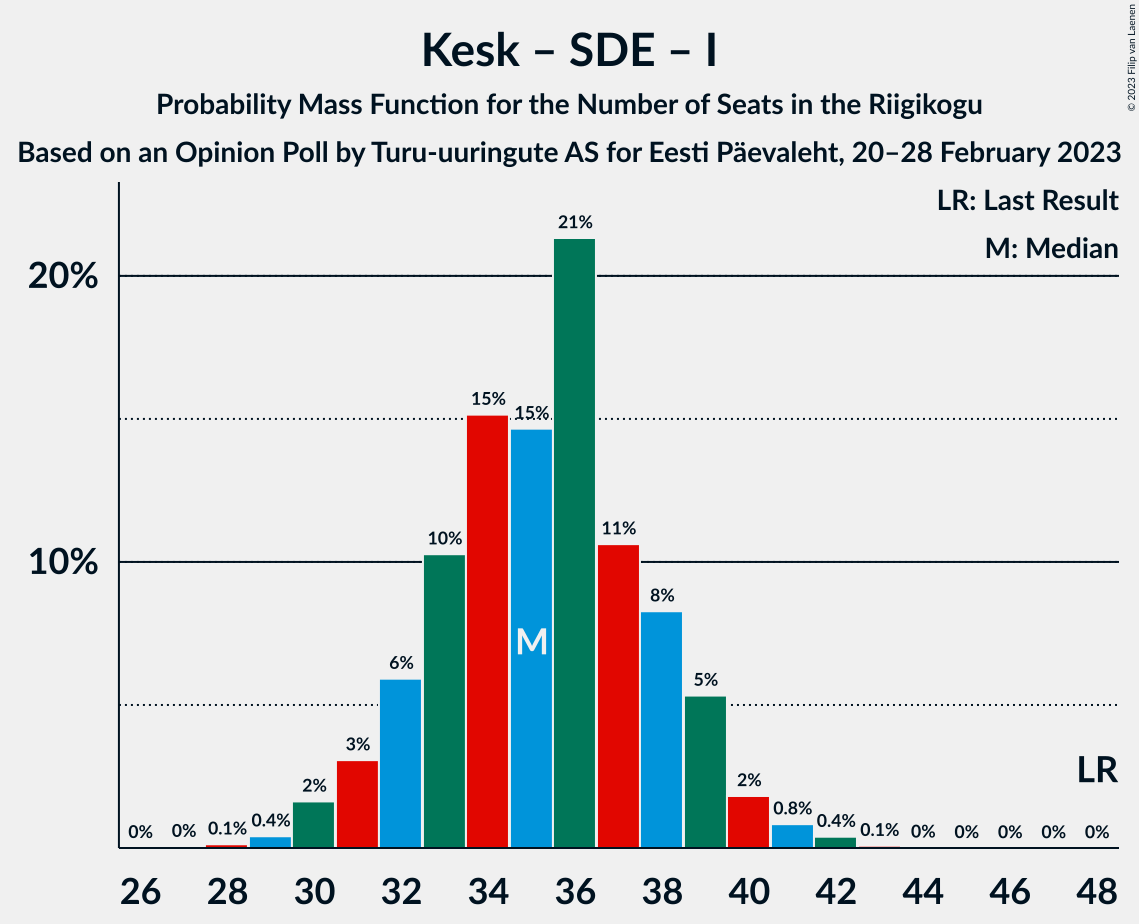 Kesk – SDE – I
Probability Mass Function for the Number of Seats in the Riigikogu
Based on an Opinion Poll by Turu-uuringute AS for Eesti Päevaleht, 20–28 February 2023
© 2023 Filip van Laenen
LR: Last Result
M: Median
20%
10%
0%
0%
0.1%
0.4%
2%
3%
6%
10%
15%
15%
21%
11%
8%
5%
2%
0.8%
0.4%
0.1%
0%
0%
0%
0%
0%
M
LR
26 28 30 32 34 36 38 40 42 44 46 48